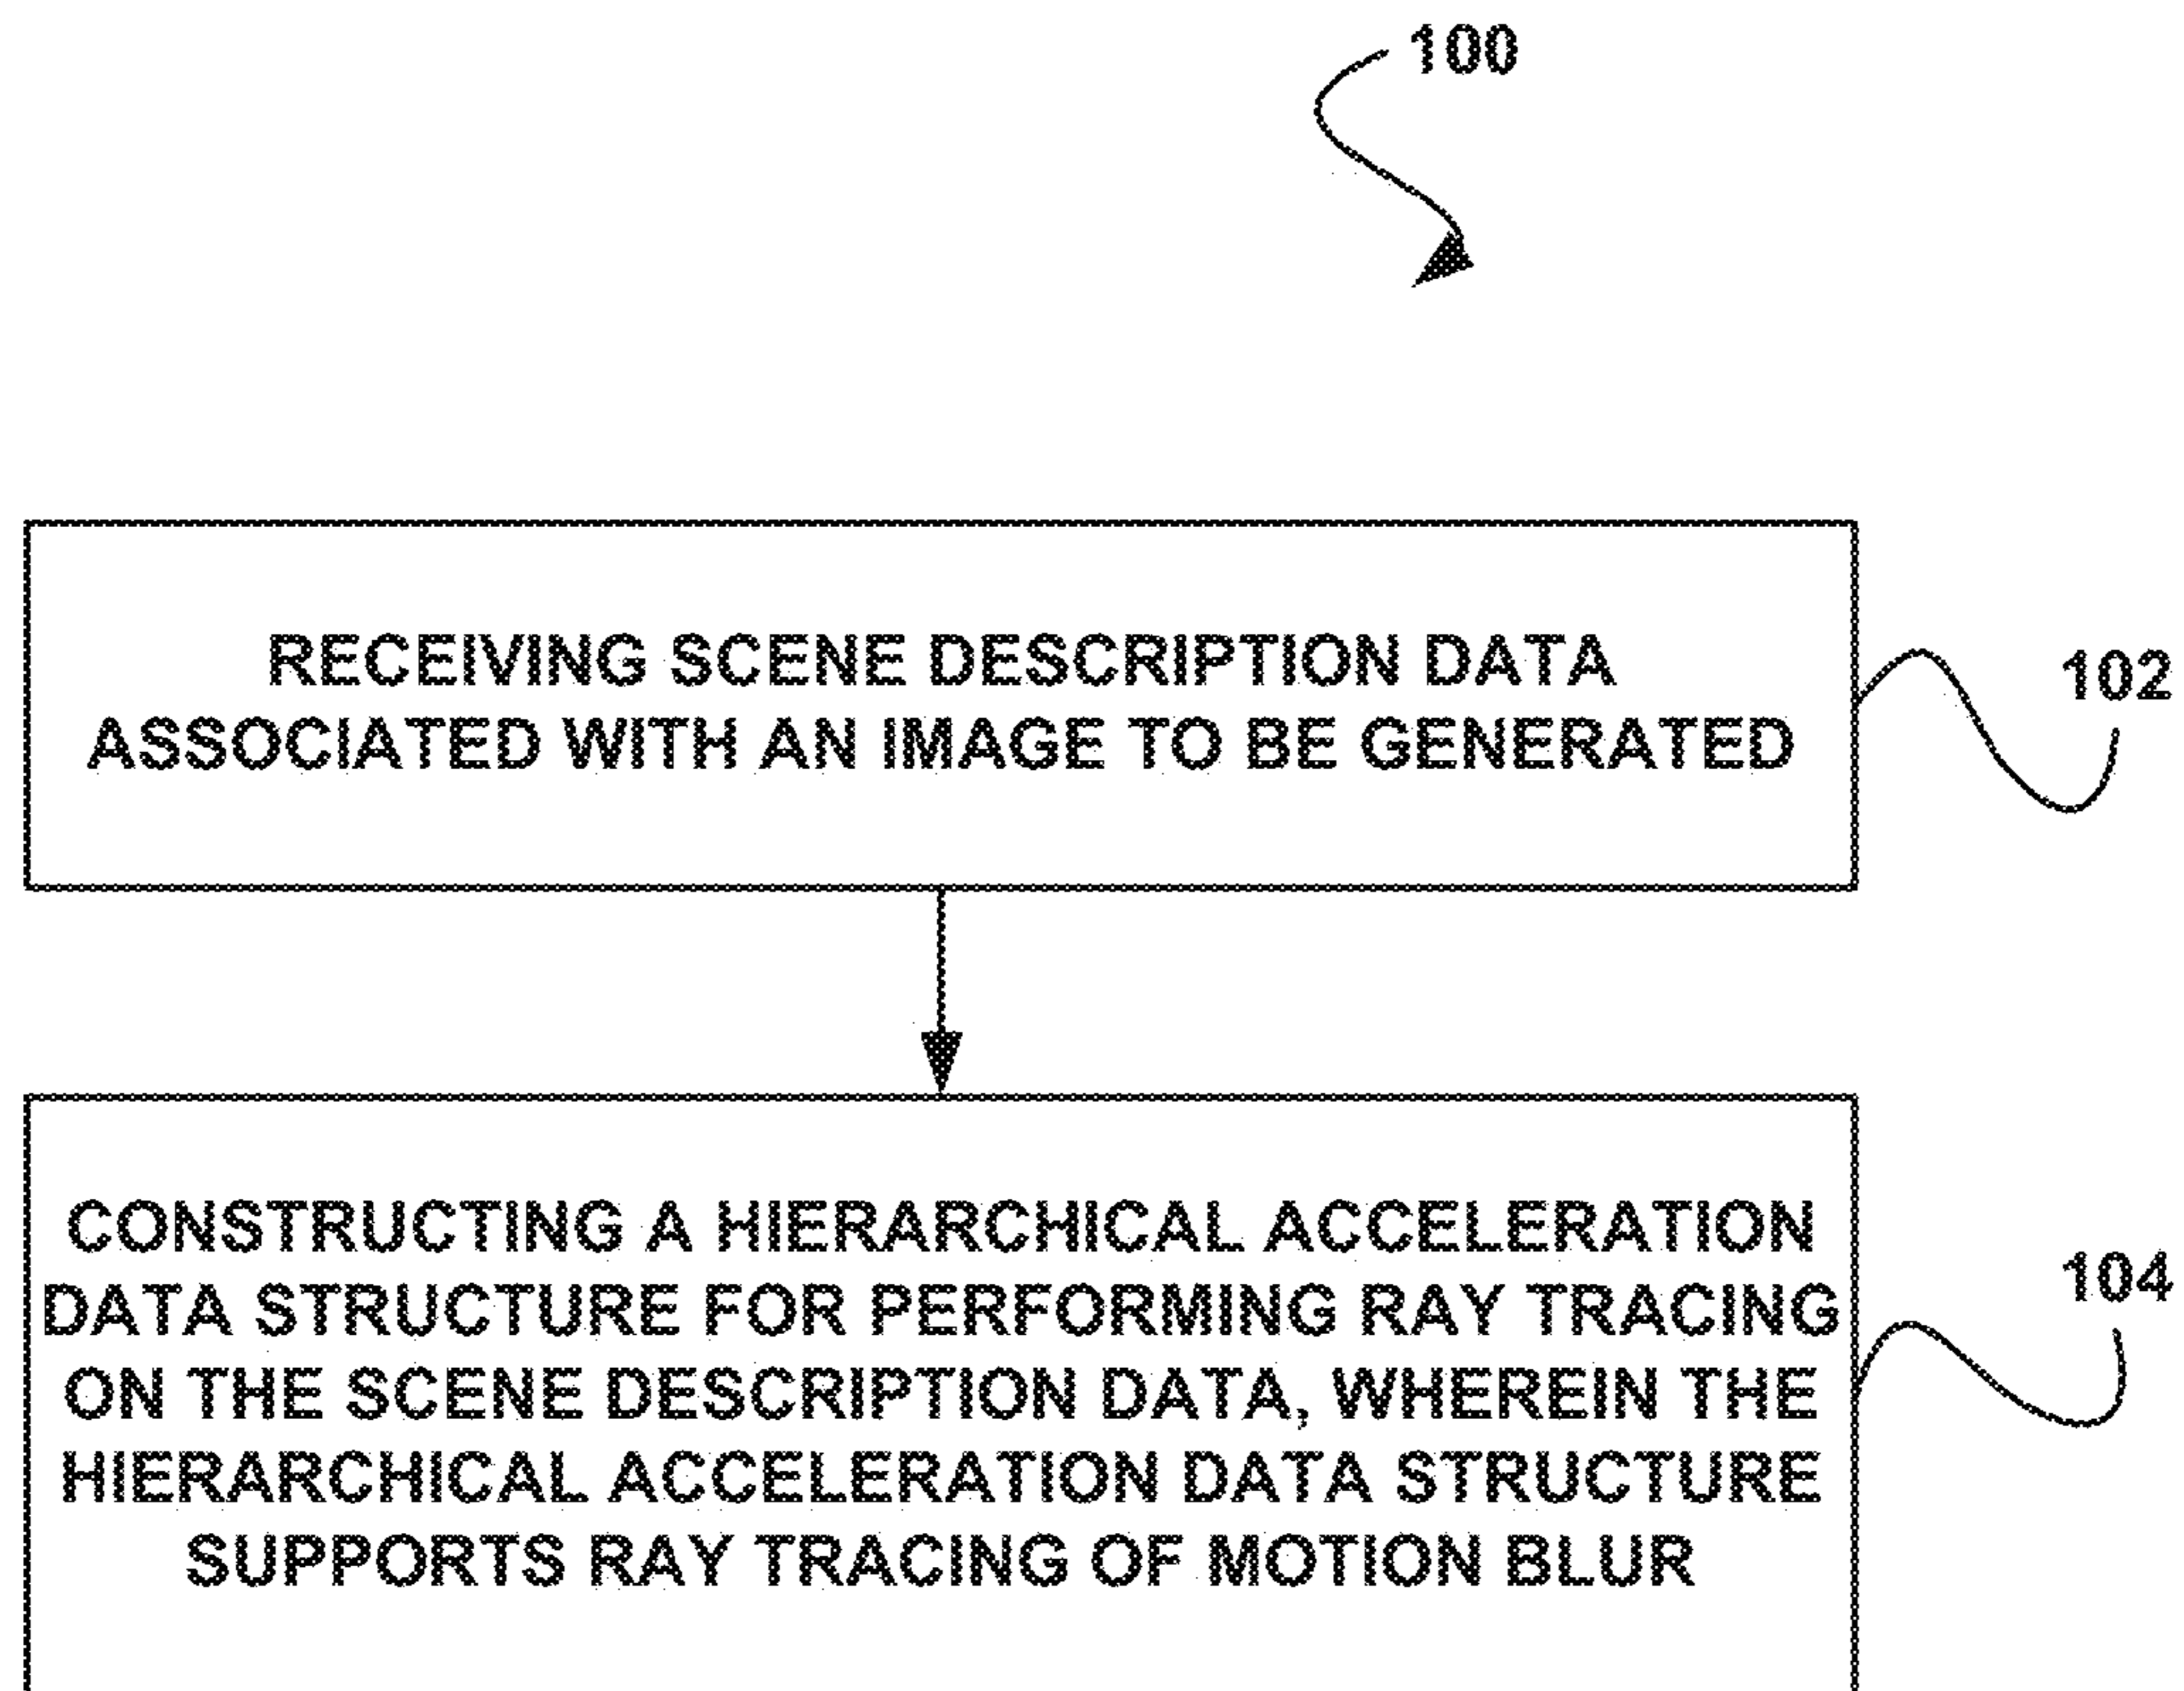 100
RECEIVING SCENE DESCRIPTION DATA
ASSOCIATED WITH AN IMAGE TO BE GENERATED
102
CONSTRUCTING A HIERARCHICAL ACCELERATION
DATA STRUCTURE FOR PERFORMING RAY TRACING
ON THE SCENE DESCRIPTION DATA, WHEREIN THE
HIERARCHICAL ACCELERATION DATA STRUCTURE
SUPPORTS RAY TRACING OF MOTION BLUR
104